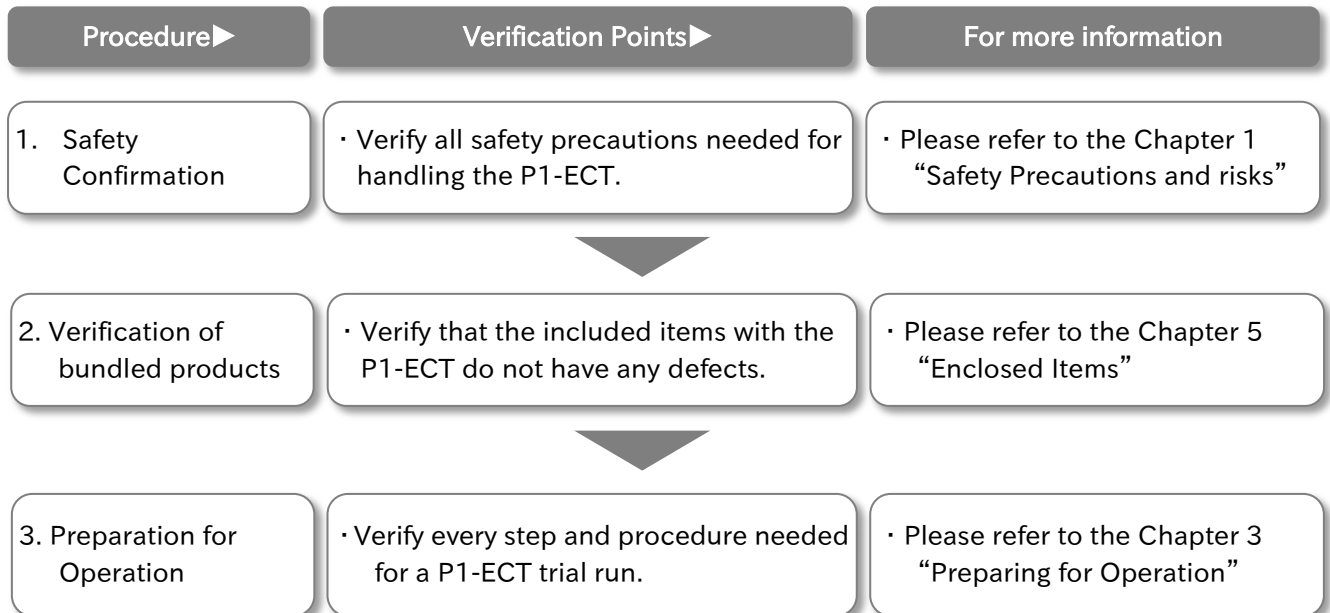 Procedure▶
Verification Points▶
For more information
1. Safety
Confirmation
· Verify all safety precautions needed for
handling the P1-ECT.
· Please refer to the Chapter 1
“Safety Precautions and risks”
2. Verification of
bundled products
· Verify that the included items with the
P1-ECT do not have any defects.
· Please refer to the Chapter 5
“Enclosed Items”
3. Preparation for
Operation
· Verify every step and procedure needed
for a P1-ECT trial run.
· Please refer to the Chapter 3
“Preparing for Operation”